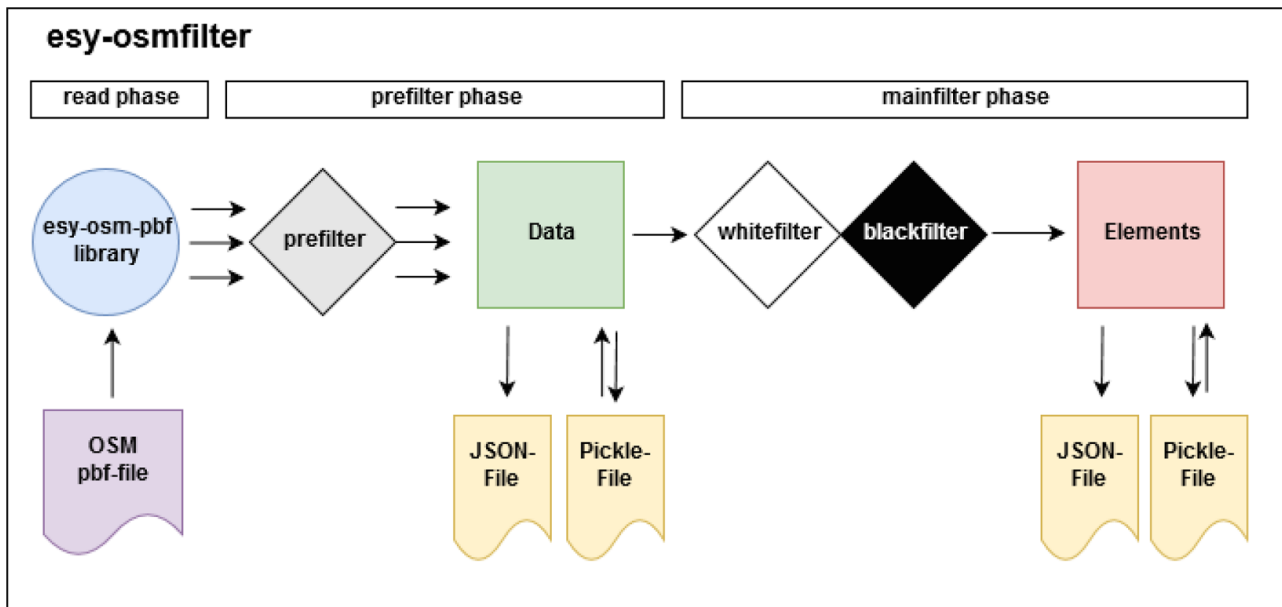 esy-osmfilter
read phase
prefilter phase
mainfilter phase
esy-osm-pbf
library
prefilter
Data
whitefilter
blackfilter
Elements
OSM
pbf-file
JSON-
File
Pickle-
File
JSON-
File
Pickle-
File